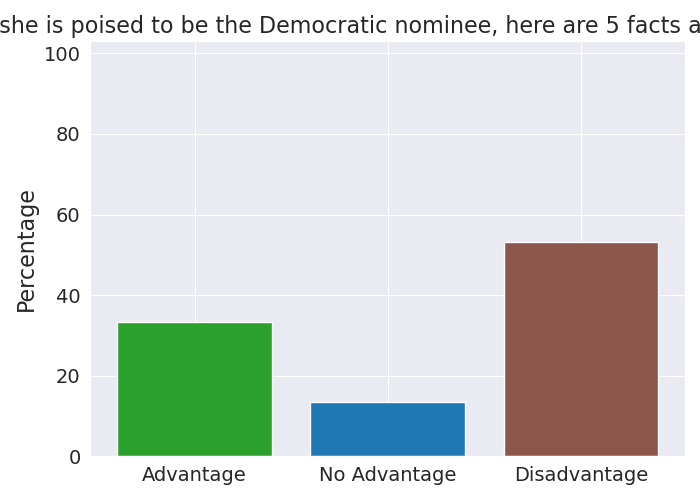 she is poised to be the Democratic nominee, here are 5 facts a
100
80
60
40
20
0
Percentage
Advantage
No Advantage
Disadvantage